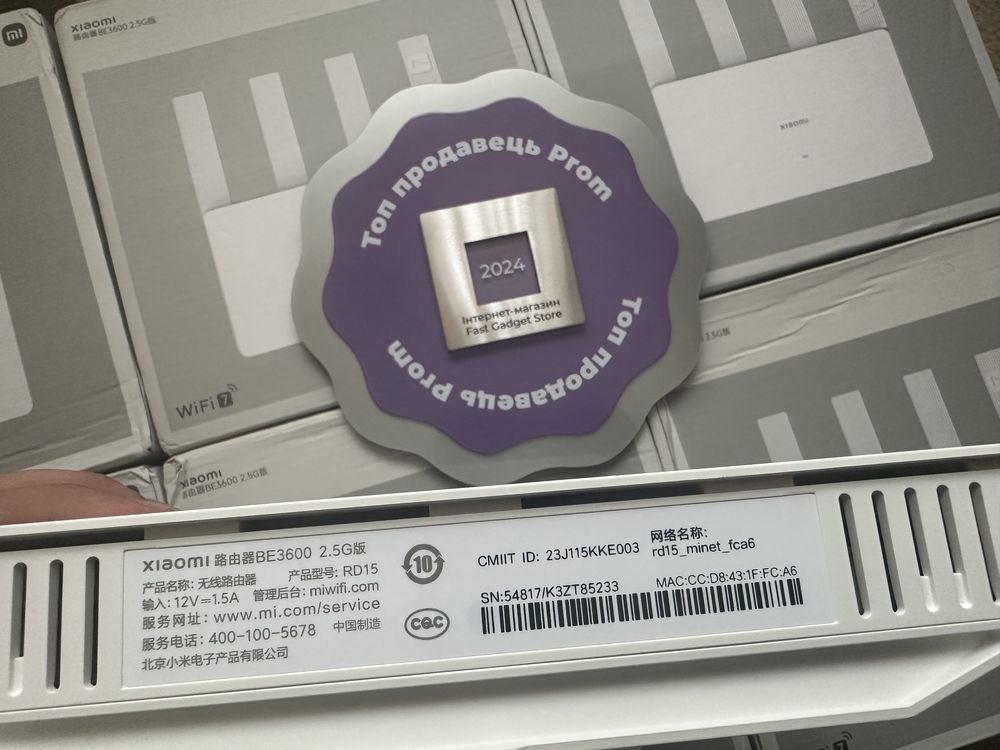 xiaomi
路由器BE3600 2.5G版
xiaomi
WiFi 7
Топ продавець Prom
2024
Інтернет-магазин
Fast Gadget Store
Топ продавець Prom
2.5G版
xiaomi
路由器BE3600 2.5G版
xiaomi 路由器BE3600 2.5G版
产品名称: 无线路由器 产品型号: RD15
输入: 12V⎓1.5A 管理后台: miwifi.com
服务网址: www.mi.com/service
服务电话: 400-100-5678 中国制造
北京小米电子产品有限公司
10
CQC
CMIIT ID: 23J115KKE003
网络名称:
rd15_minet_fca6
SN:54817/K3ZT85233
MAC:CC:D8:43:1F:FC:A6